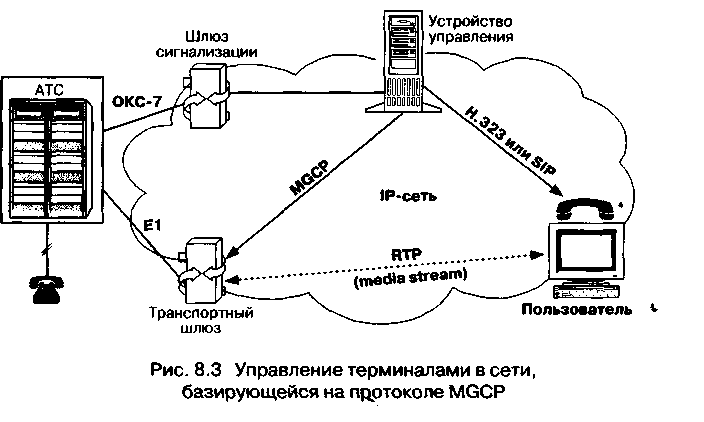 Шлюз
сигнализации
Устройство
управления
АТС
ОКС-7
H.323 или SIP
MGCP
IP-сеть
E1
RTP
(media stream)
Транспортный
шлюз
Пользователь
Рис. 8.3 Управление терминалами в сети,
базирующейся на протоколе MGCP